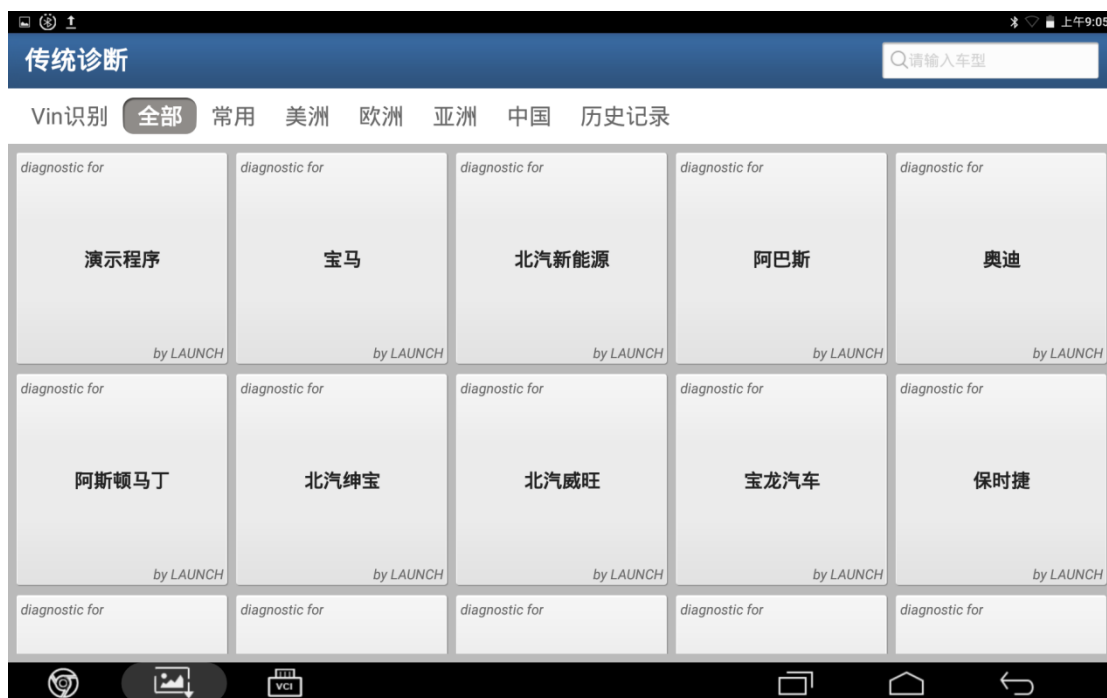 上午9:05
传统诊断
请输入车型
Vin识别 全部 常用 美洲 欧洲 亚洲 中国 历史记录
diagnostic for diagnostic for diagnostic for diagnostic for diagnostic for
演示程序 宝马 北汽新能源 阿巴斯 奥迪
by LAUNCH by LAUNCH by LAUNCH by LAUNCH by LAUNCH
diagnostic for diagnostic for diagnostic for diagnostic for diagnostic for
阿斯顿马丁 北汽绅宝 北汽威旺 宝龙汽车 保时捷
by LAUNCH by LAUNCH by LAUNCH by LAUNCH by LAUNCH
diagnostic for diagnostic for diagnostic for diagnostic for diagnostic for
VCI